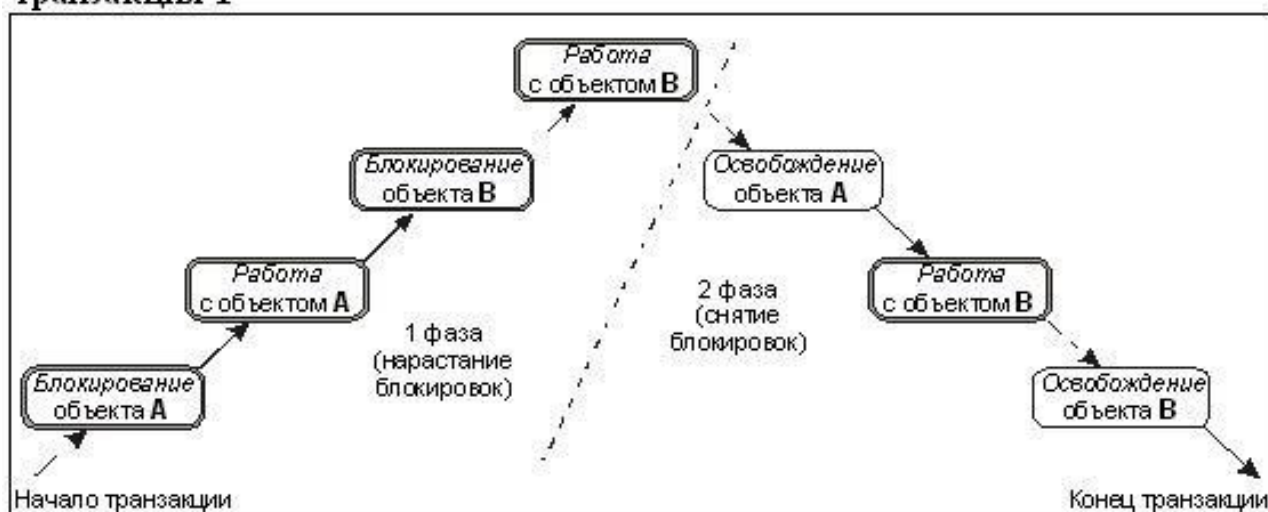 Работа
с объектом B
Блокирование
объекта B
Освобождение
объекта A
Работа
с объектом A
Работа
с объектом B
2 фаза
(снятие
блокировок)
1 фаза
(нарастание
блокировок)
Блокирование
объекта A
Освобождение
объекта B
Начало транзакции
Конец транзакции